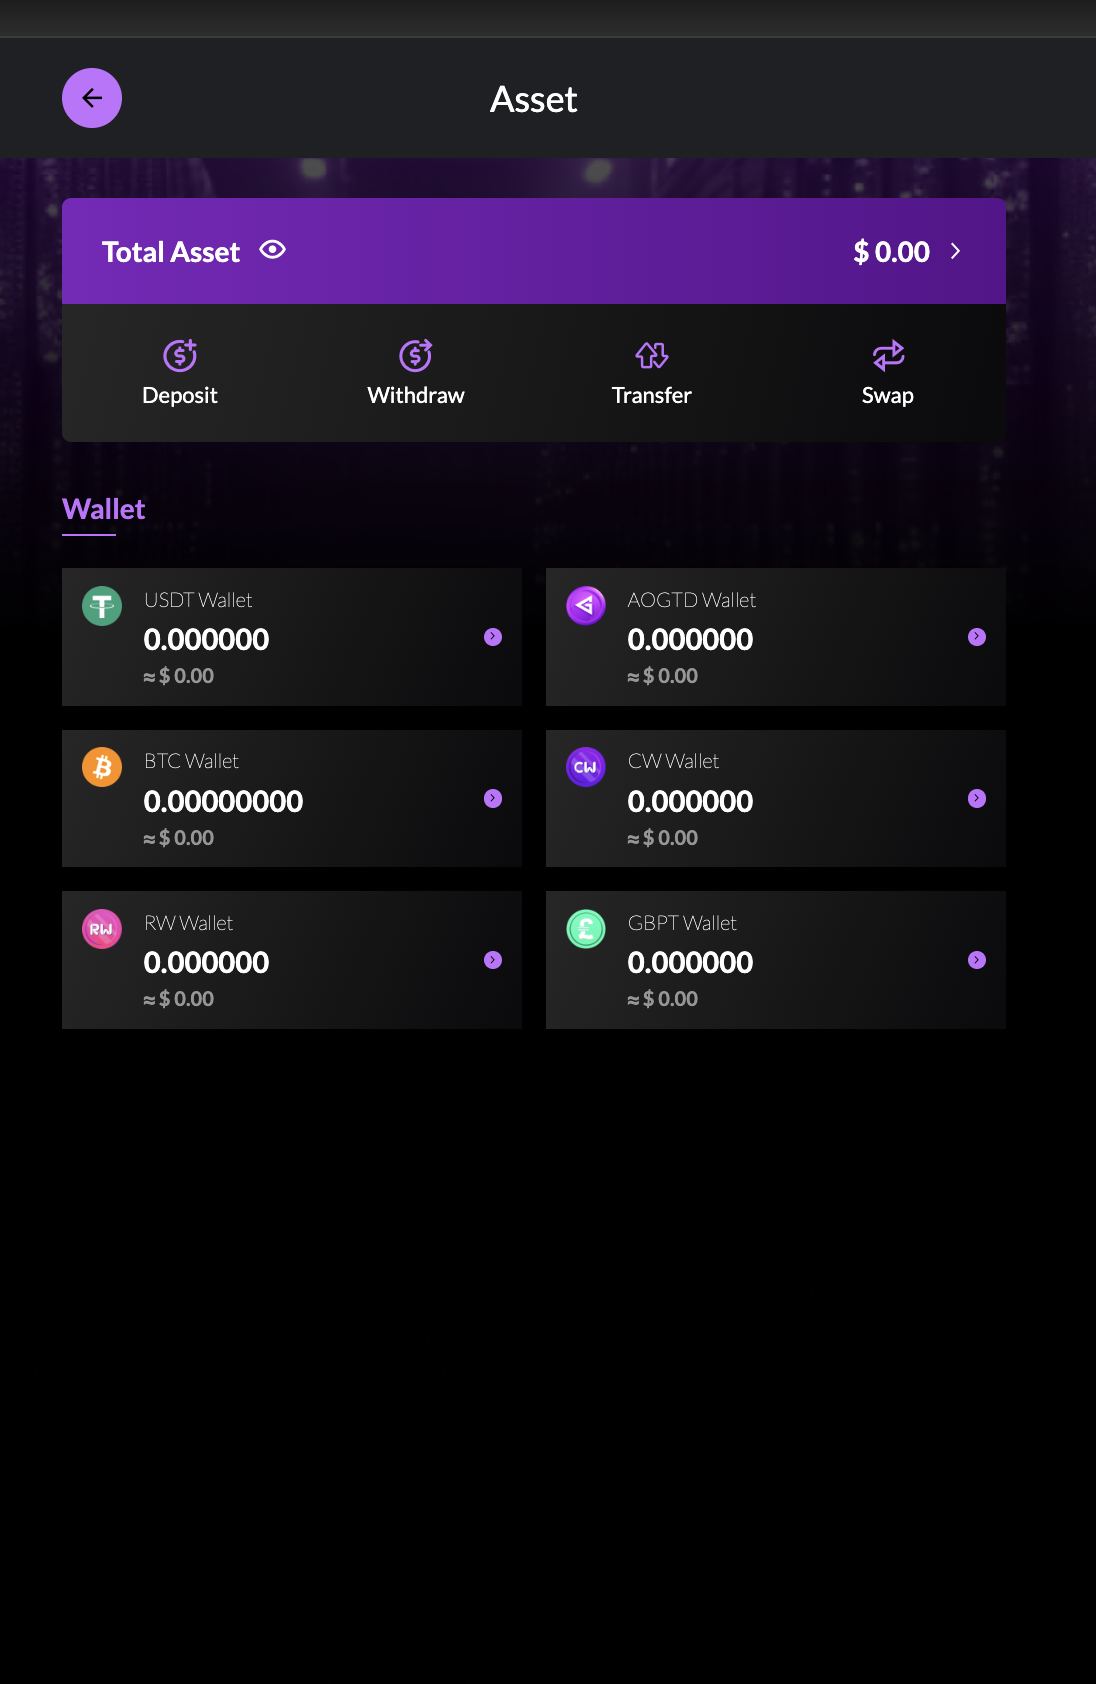 Asset
Total Asset
$ 0.00
Deposit
Withdraw
Transfer
Swap
Wallet
USDT Wallet
0.000000
≈ $ 0.00
AOGTD Wallet
0.000000
≈ $ 0.00
BTC Wallet
0.00000000
≈ $ 0.00
CW
CW Wallet
0.000000
≈ $ 0.00
RW
RW Wallet
0.000000
≈ $ 0.00
£
GBPT Wallet
0.000000
≈ $ 0.00